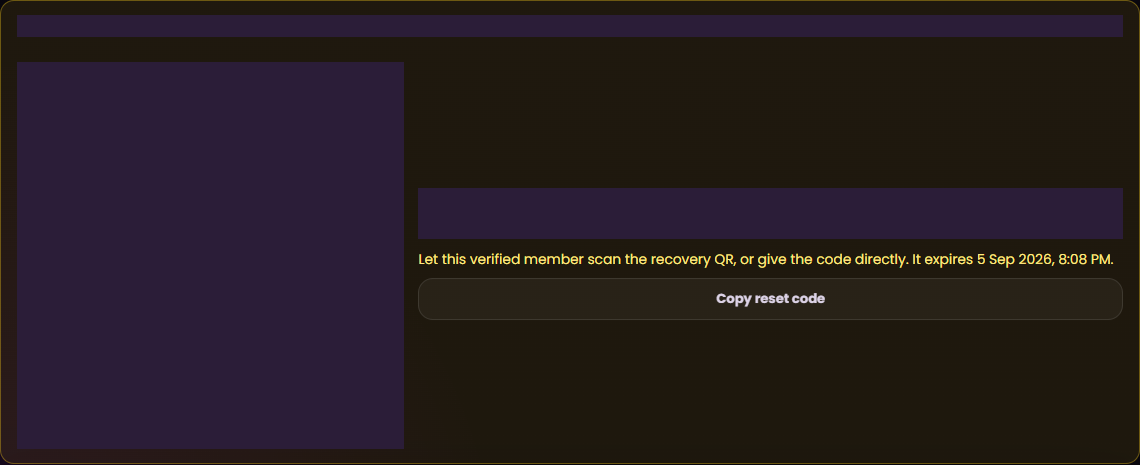 Let this verified member scan the recovery QR, or give the code directly. It expires 5 Sep 2026, 8:08 PM.
Copy reset code